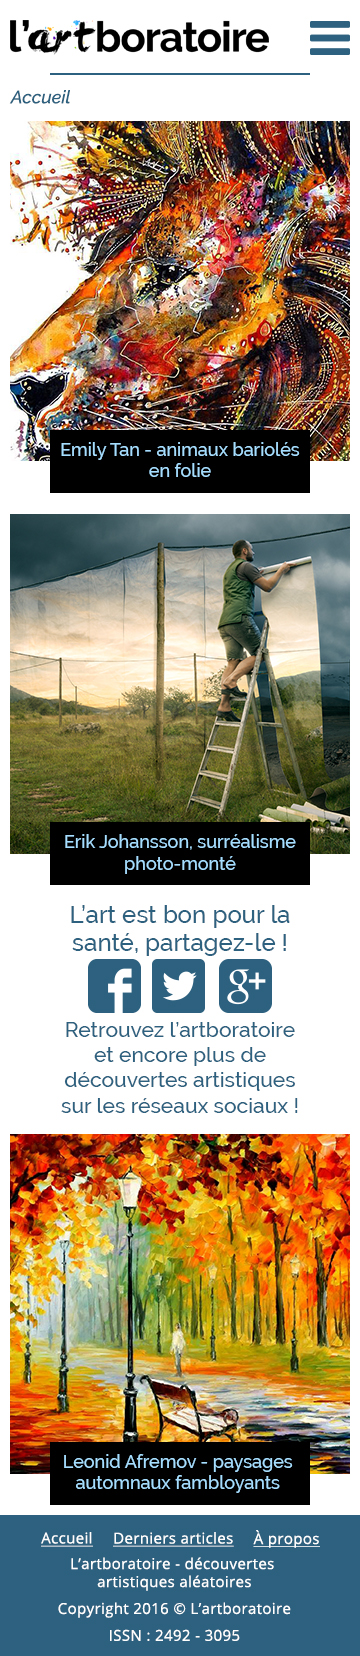 l'artboratoire
Accueil
Emily Tan - animaux bariolés
en folie
Erik Johansson, surréalisme
photo-monté
L'art est bon pour la
santé, partagez-le !
f g+
Retrouvez l'artboratoire
et encore plus de
découvertes artistiques
sur les réseaux sociaux !
Leonid Afremov - paysages
automnaux fambloyants
Accueil Derniers articles À propos
L'artboratoire - découvertes
artistiques aléatoires
Copyright 2016 © L'artboratoire
ISSN : 2492 - 3095